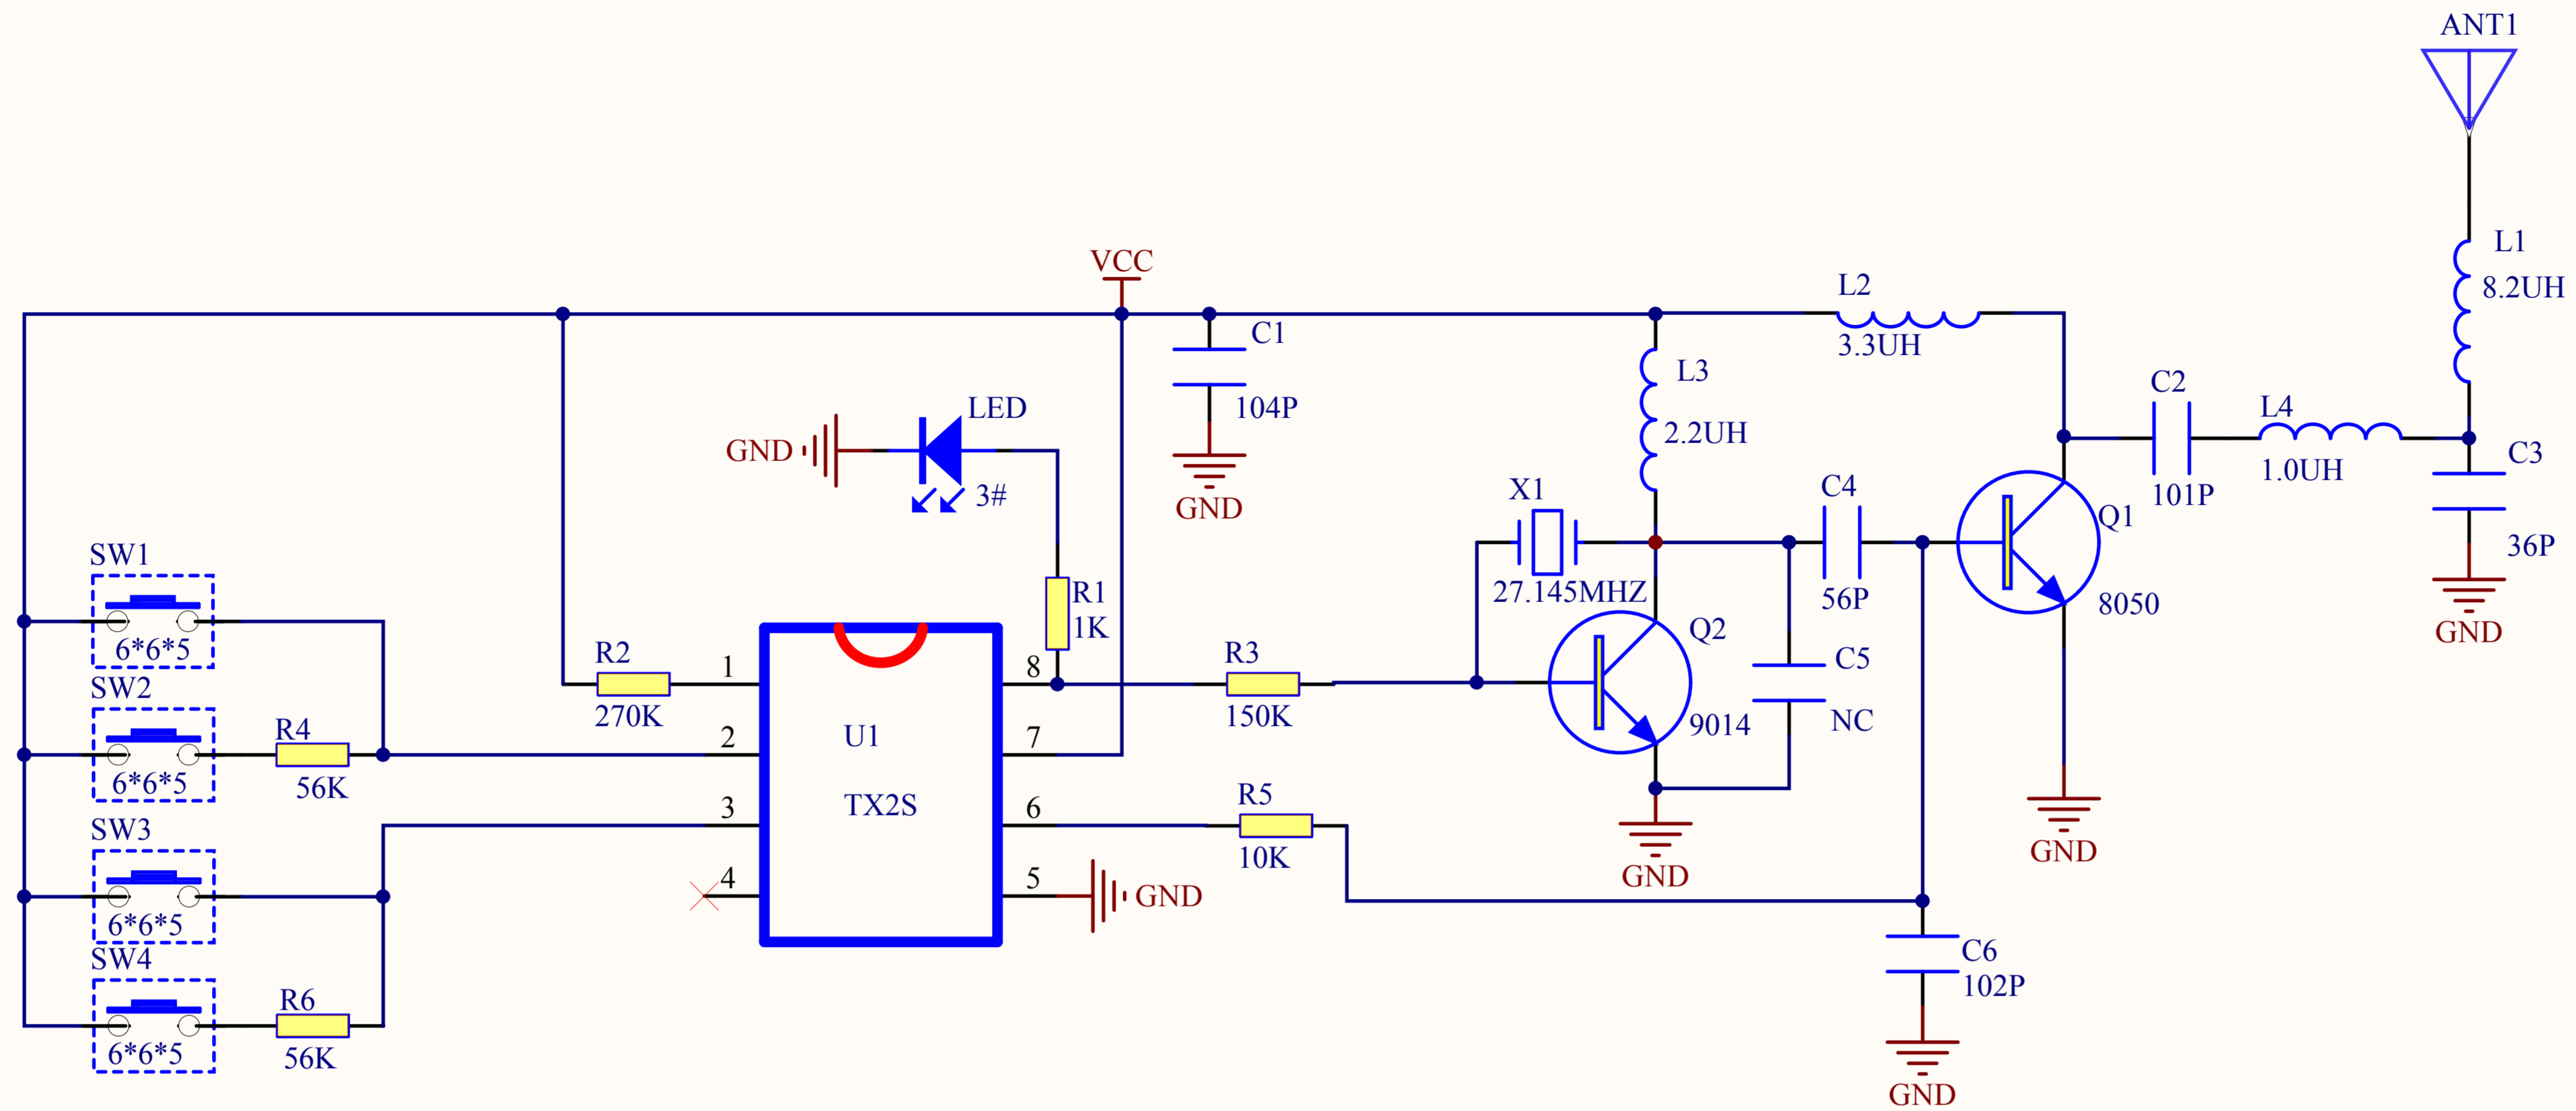 ANT1
L1
8.2UH
VCC
L2
3.3UH
C1
104P
L3
2.2UH
C2
101P
L4
1.0UH
C3
36P
GND
LED
3#
GND
GND
X1
27.145MHZ
C4
56P
Q1
8050
SW1
6*6*5
SW2
6*6*5
R4
56K
SW3
6*6*5
SW4
6*6*5
R6
56K
R2
270K
1
2
3
4
U1
TX2S
8
7
6
5
R1
1K
GND
R3
150K
R5
10K
Q2
9014
C5
NC
GND
GND
C6
102P
GND